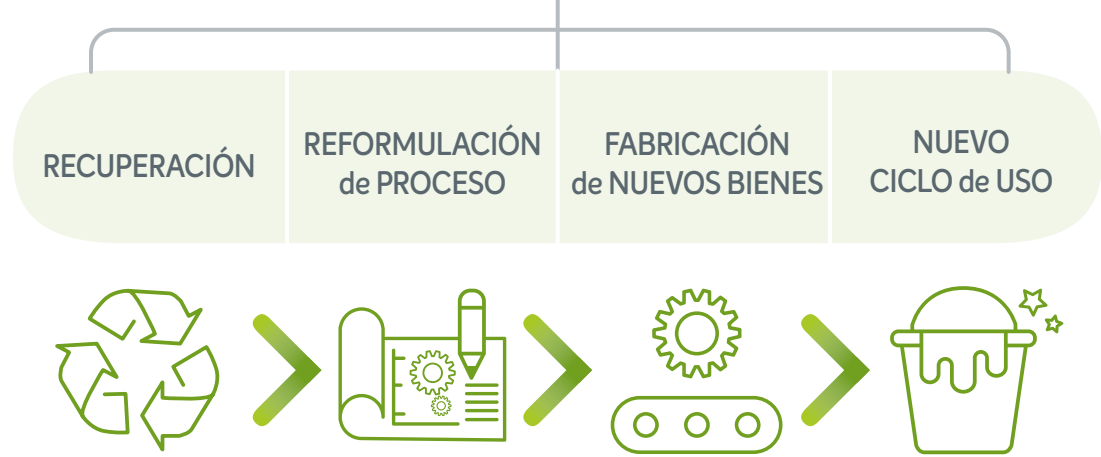 RECUPERACIÓN
REFORMULACIÓN
de PROCESO
FABRICACIÓN
de NUEVOS BIENES
NUEVO
CICLO de USO